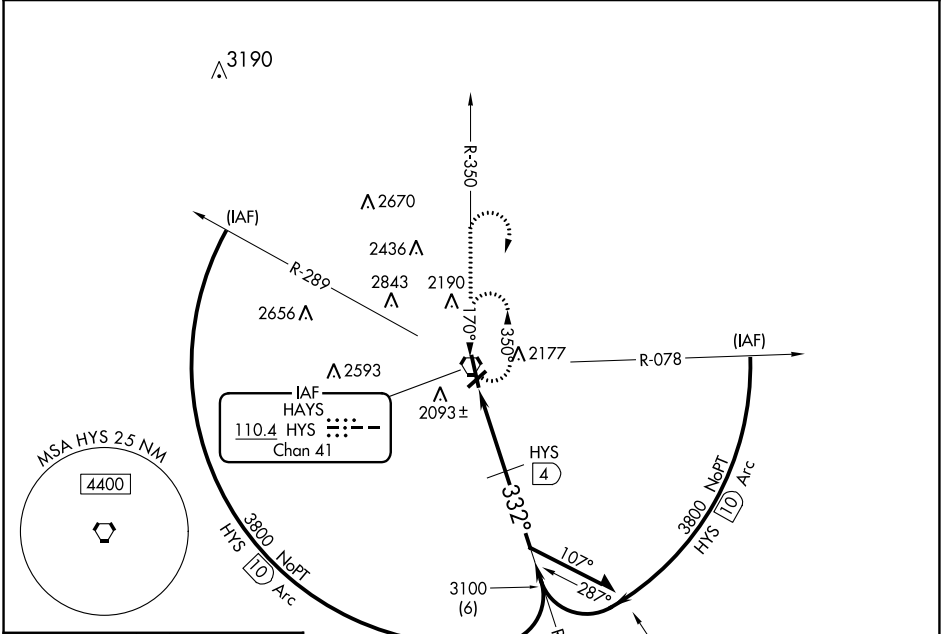 3190
R-350
2670
(IAF)
2436
R-289
2843
2190
2656
170°
350°
2177
(IAF)
R-078
2593
IAF
HAYS
110.4 HYS
Chan 41
2093±
MSA HYS 25 NM
4400
HYS
4
332°
3800 NoPT
HYS 10 Arc
3800 NoPT
HYS 10 Arc
107°
287°
3100
(6)